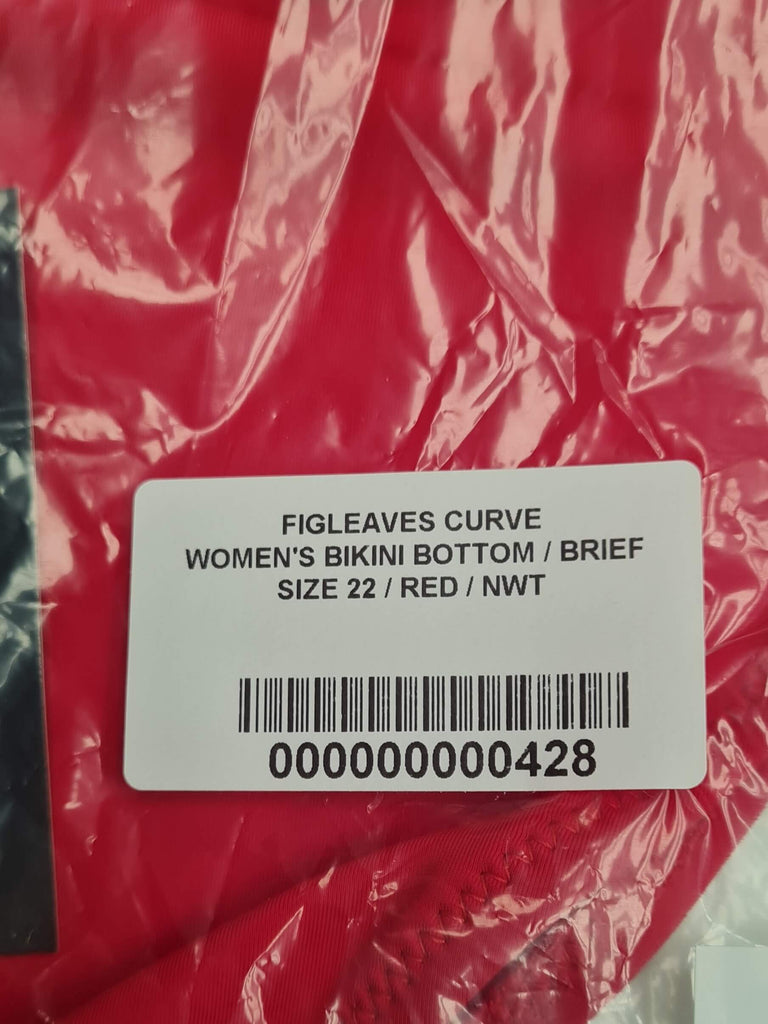 FIGLEAVES CURVE
WOMEN'S BIKINI BOTTOM / BRIEF
SIZE 22 / RED / NWT
000000000428